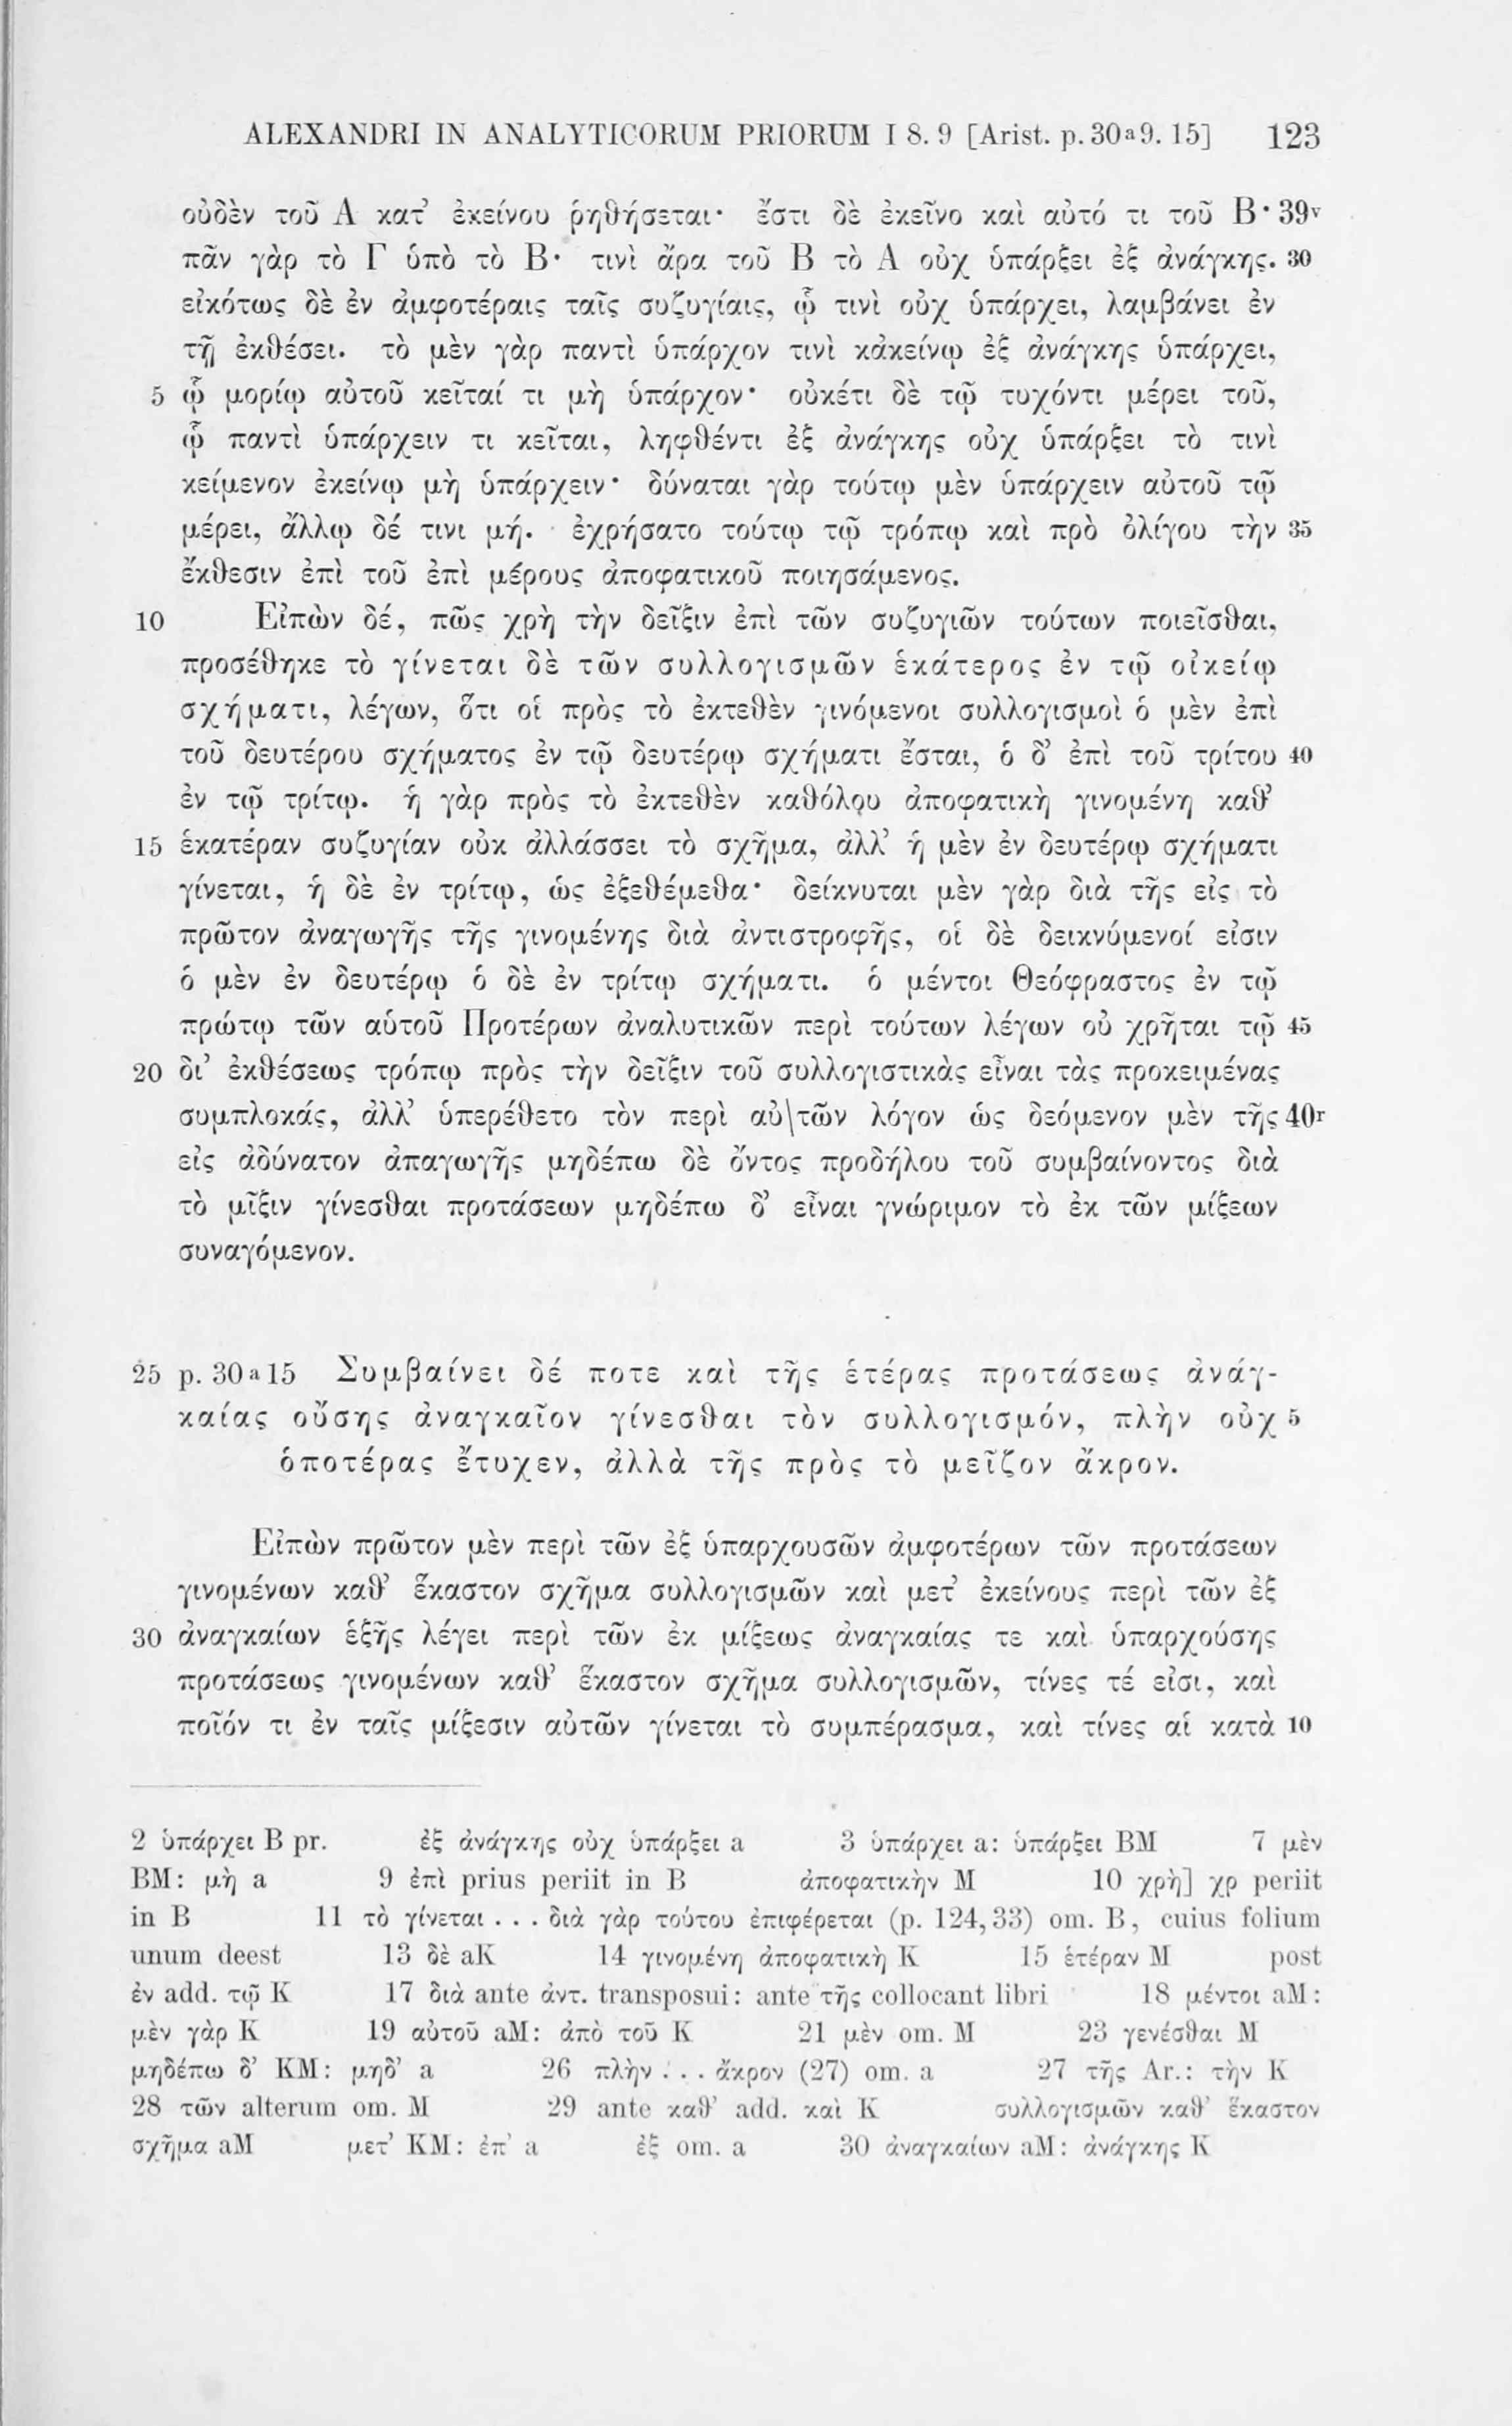 ALEXANDRI IN ANALYTICORUM PRIORUM I 8. 9 [Arist. p. 30ª9. 15] 123
οὐδὲν τοῦ Α κατ’ ἐκείνου ῥηθήσεται· ἔστι δὲ ἐκεῖνο καὶ αὐτό τι τοῦ Β· 39v
πᾶν γὰρ τὸ Γ ὑπὸ τὸ Β· τινὶ ἄρα τοῦ Β τὸ Α οὐχ ὑπάρξει ἐξ ἀνάγκης. 30
εἰκότως δὲ ἐν ἀμφοτέραις ταῖς συζυγίαις, ᾧ τινὶ οὐχ ὑπάρχει, λαμβάνει ἐν
τῇ ἐκθέσει. τὸ μὲν γὰρ παντὶ ὑπάρχον τινὶ κἀκείνῳ ἐξ ἀνάγκης ὑπάρχει,
5 ᾧ μορίῳ αὐτοῦ κεῖταί τι μὴ ὑπάρχον· οὐκέτι δὲ τῷ τυχόντι μέρει τοῦ,
ᾧ παντὶ ὑπάρχειν τι κεῖται, ληφθέντι ἐξ ἀνάγκης οὐχ ὑπάρξει τὸ τινὶ
κείμενον ἐκείνῳ μὴ ὑπάρχειν· δύναται γὰρ τούτῳ μὲν ὑπάρχειν αὐτοῦ τῷ
μέρει, ἄλλῳ δέ τινι μή. ἐχρήσατο τούτῳ τῷ τρόπῳ καὶ πρὸ ὀλίγου τὴν 35
ἔκθεσιν ἐπὶ τοῦ ἐπὶ μέρους ἀποφατικοῦ ποιησάμενος.
10 Εἰπὼν δέ, πῶς χρὴ τὴν δεῖξιν ἐπὶ τῶν συζυγιῶν τούτων ποιεῖσθαι,
προσέθηκε τὸ γίνεται δὲ τῶν συλλογισμῶν ἑκάτερος ἐν τῷ οἰκείῳ
σχήματι, λέγων, ὅτι οἱ πρὸς τὸ ἐκτεθὲν γινόμενοι συλλογισμοὶ ὁ μὲν ἐπὶ
τοῦ δευτέρου σχήματος ἐν τῷ δευτέρῳ σχήματι ἔσται, ὁ δ’ ἐπὶ τοῦ τρίτου 40
ἐν τῷ τρίτῳ. ἡ γὰρ πρὸς τὸ ἐκτεθὲν καθόλου ἀποφατικὴ γινομένη καθ’
15 ἑκατέραν συζυγίαν οὐκ ἀλλάσσει τὸ σχῆμα, ἀλλ’ ἡ μὲν ἐν δευτέρῳ σχήματι
γίνεται, ἡ δὲ ἐν τρίτῳ, ὡς ἐξεθέμεθα· δείκνυται μὲν γὰρ διὰ τῆς εἰς τὸ
πρῶτον ἀναγωγῆς τῆς γινομένης διὰ ἀντιστροφῆς, οἱ δὲ δεικνύμενοί εἰσιν
ὁ μὲν ἐν δευτέρῳ ὁ δὲ ἐν τρίτῳ σχήματι. ὁ μέντοι Θεόφραστος ἐν τῷ
πρώτῳ τῶν αὑτοῦ Προτέρων ἀναλυτικῶν περὶ τούτων λέγων οὐ χρῆται τῷ 45
20 δι’ ἐκθέσεως τρόπῳ πρὸς τὴν δεῖξιν τοῦ συλλογιστικὰς εἶναι τὰς προκειμένας
συμπλοκάς, ἀλλ’ ὑπερέθετο τὸν περὶ αὐ|τῶν λόγον ὡς δεόμενον μὲν τῆς 40r
εἰς ἀδύνατον ἀπαγωγῆς μηδέπω δὲ ὄντος προδήλου τοῦ συμβαίνοντος διὰ
τὸ μῖξιν γίνεσθαι προτάσεων μηδέπω δ’ εἶναι γνώριμον τὸ ἐκ τῶν μίξεων
συναγόμενον.
25 p. 30ª15 Συμβαίνει δέ ποτε καὶ τῆς ἑτέρας προτάσεως ἀναγ-
καίας οὔσης ἀναγκαῖον γίνεσθαι τὸν συλλογισμόν, πλὴν οὐχ 5
ὁποτέρας ἔτυχεν, ἀλλὰ τῆς πρὸς τὸ μεῖζον ἄκρον.
Εἰπὼν πρῶτον μὲν περὶ τῶν ἐξ ὑπαρχουσῶν ἀμφοτέρων τῶν προτάσεων
γινομένων καθ’ ἕκαστον σχῆμα συλλογισμῶν καὶ μετ’ ἐκείνους περὶ τῶν ἐξ
30 ἀναγκαίων ἑξῆς λέγει περὶ τῶν ἐκ μίξεως ἀναγκαίας τε καὶ ὑπαρχούσης
προτάσεως γινομένων καθ’ ἕκαστον σχῆμα συλλογισμῶν, τίνες τέ εἰσι, καὶ
ποῖόν τι ἐν ταῖς μίξεσιν αὐτῶν γίνεται τὸ συμπέρασμα, καὶ τίνες αἱ κατὰ 10
2 ὑπάρχει B pr. ἐξ ἀνάγκης οὐχ ὑπάρξει a 3 ὑπάρχει a: ὑπάρξει BM 7 μὲν
BM: μὴ a 9 ἐπὶ prius periit in B ἀποφατικὴν M 10 χρὴ] χρ periit
in B 11 τὸ γίνεται . . . διὰ γὰρ τούτου ἐπιφέρεται (p. 124,33) om. B, cuius folium
unum deest 13 δὲ aK 14 γινομένη ἀποφατικὴ K 15 ἑτέραν M post
ἐν add. τῷ K 17 διὰ ante ἀντ. transposui: ante τῆς collocant libri 18 μέντοι aM:
μὲν γὰρ K 19 αὑτοῦ aM: ἀπὸ τοῦ K 21 μὲν om. M 23 γενέσθαι M
μηδέπω δ’ KM: μηδ’ a 26 πλὴν . . . ἄκρον (27) om. a 27 τῆς Ar.: τὴν K
28 τῶν alterum om. M 29 ante καθ’ add. καὶ K συλλογισμῶν καθ’ ἕκαστον
σχῆμα aM μετ’ KM: ἐπ’ a ἐξ om. a 30 ἀναγκαίων aM: ἀνάγκης K